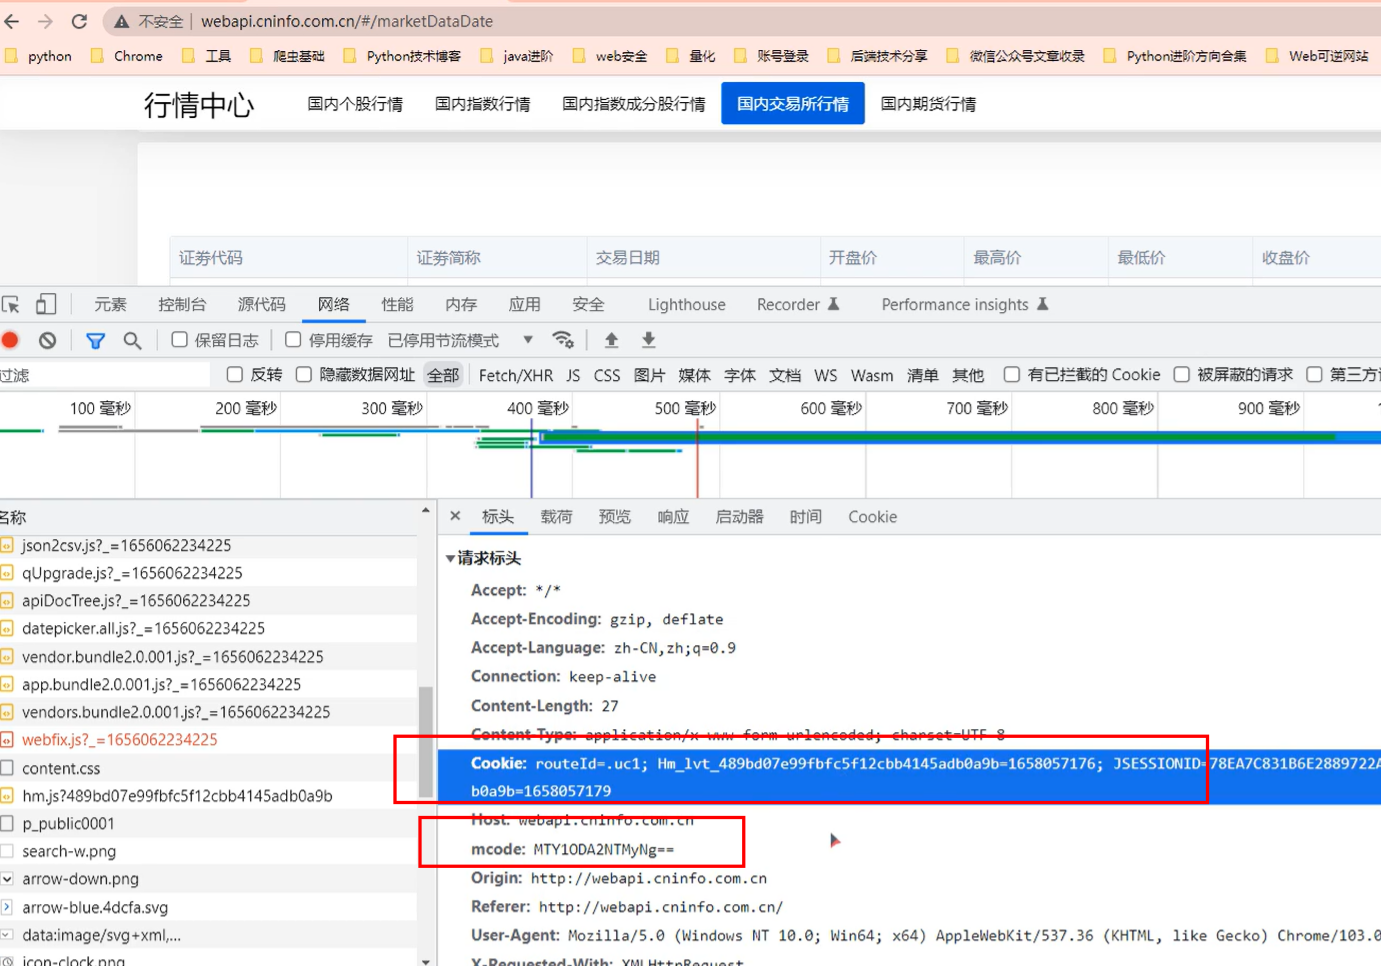 不安全 webapi.cninfo.com.cn/#/marketDataDate
python Chrome 工具 爬虫基础 Python技术博客 java进阶 web安全 量化 账号登录 后端技术分享 微信公众号文章收录 Python进阶方向合集 Web可逆网站
行情中心 国内个股行情 国内指数行情 国内指数成分股行情 国内交易所行情 国内期货行情
证券代码 证券简称 交易日期 开盘价 最高价 最低价 收盘价
元素 控制台 源代码 网络 性能 内存 应用 安全 Lighthouse Recorder Performance insights
保留日志 停用缓存 已停用节流模式
过滤 反转 隐藏数据网址 全部 Fetch/XHR JS CSS 图片 媒体 字体 文档 WS Wasm 清单 其他 有已拦截的 Cookie 被屏蔽的请求 第三方
100 毫秒 200 毫秒 300 毫秒 400 毫秒 500 毫秒 600 毫秒 700 毫秒 800 毫秒 900 毫秒
名称
json2csv.js?_=1656062234225
qUpgrade.js?_=1656062234225
apiDocTree.js?_=1656062234225
datepicker.all.js?_=1656062234225
vendor.bundle2.0.001.js?_=1656062234225
app.bundle2.0.001.js?_=1656062234225
vendors.bundle2.0.001.js?_=1656062234225
webfix.js?_=1656062234225
content.css
hm.js?489bd07e99fbfc5f12cbb4145adb0a9b
p_public0001
search-w.png
arrow-down.png
arrow-blue.4dcfa.svg
data:image/svg+xml,...
icon-clock.png
标头 载荷 预览 响应 启动器 时间 Cookie
请求标头
Accept: */*
Accept-Encoding: gzip, deflate
Accept-Language: zh-CN,zh;q=0.9
Connection: keep-alive
Content-Length: 27
Content-Type: application/x-www-form-urlencoded; charset=UTF-8
Cookie: routeId=.uc1; Hm_lvt_489bd07e99fbfc5f12cbb4145adb0a9b=1658057176; JSESSIONID=78EA7C831B6E2889722A
b0a9b=1658057179
Host: webapi.cninfo.com.cn
mcode: MTY1ODA2NTMyNg==
Origin: http://webapi.cninfo.com.cn
Referer: http://webapi.cninfo.com.cn/
User-Agent: Mozilla/5.0 (Windows NT 10.0; Win64; x64) AppleWebKit/537.36 (KHTML, like Gecko) Chrome/103.0
X-Requested-With: XMLHttpRequest